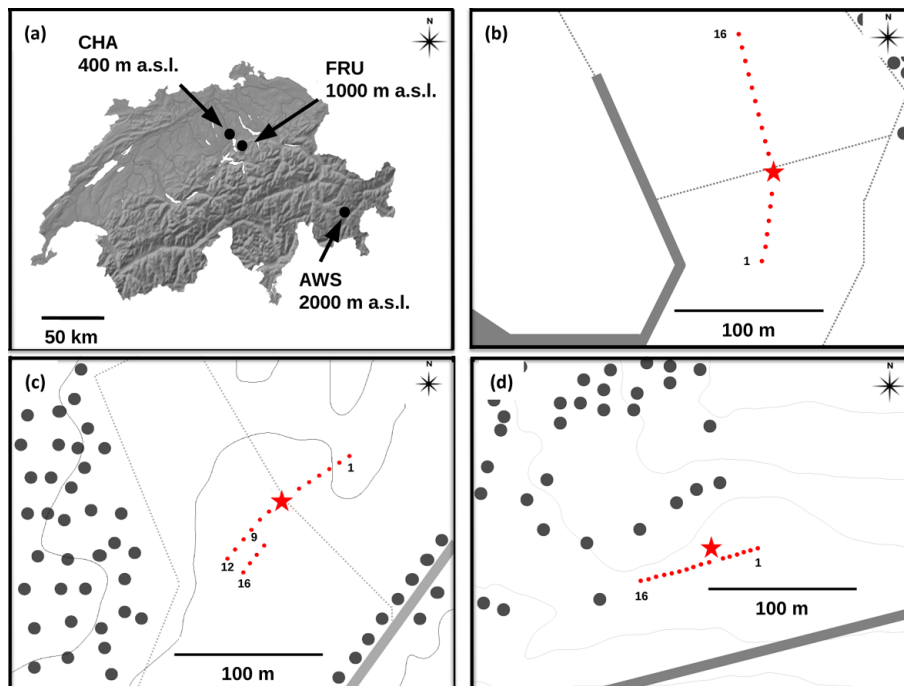 (a)
N
CHA
400 m a.s.l.
FRU
1000 m a.s.l.
AWS
2000 m a.s.l.
50 km
(b)
N
16
1
100 m
(c)
N
1
9
12
16
100 m
(d)
N
1
16
100 m